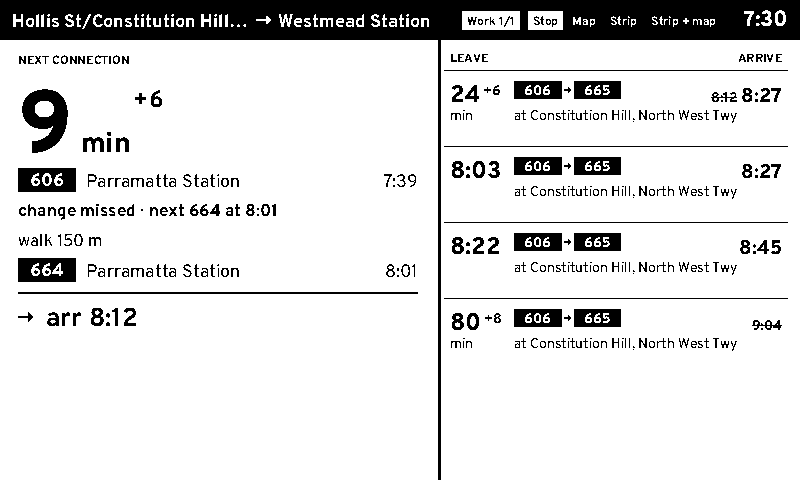 Hollis St/Constitution Hill... → Westmead Station
Work 1/1 Stop Map Strip Strip + map 7:30
NEXT CONNECTION
9 min +6
606 Parramatta Station 7:39
change missed · next 664 at 8:01
walk 150 m
664 Parramatta Station 8:01
→ arr 8:12
LEAVE ARRIVE
24 +6 min 606 → 665 8:12 8:27
at Constitution Hill, North West Twy
8:03 606 → 665 8:27
at Constitution Hill, North West Twy
8:22 606 → 665 8:45
at Constitution Hill, North West Twy
80 +8 min 606 → 665 9:04
at Constitution Hill, North West Twy